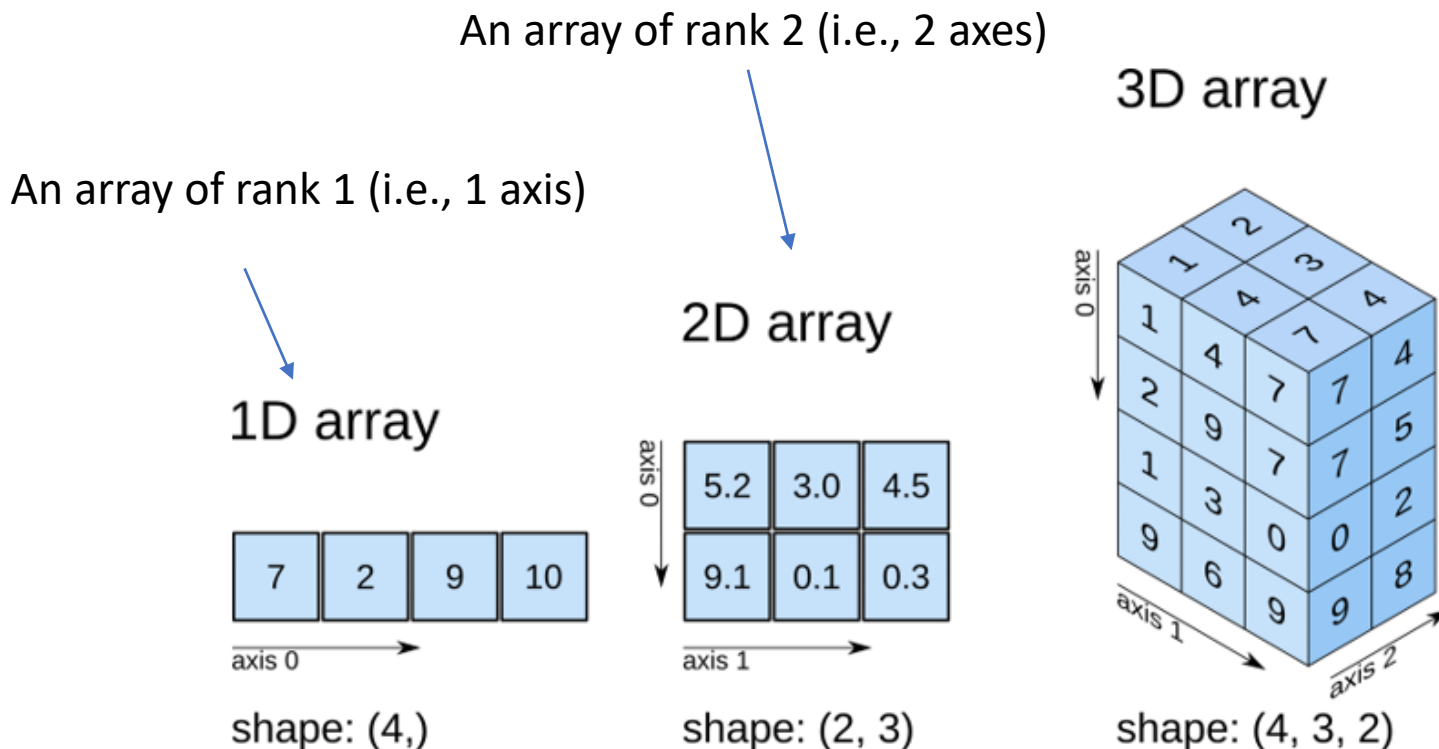 An array of rank 2 (i.e., 2 axes)
3D array
An array of rank 1 (i.e., 1 axis)
2D array
1D array
7 2 9 10
axis 0
shape: (4,)
axis 0
5.2 3.0 4.5
9.1 0.1 0.3
axis 1
shape: (2, 3)
axis 0
2
1 3
4 4
7
1 4 7 7 4
2 9 7 7 5
1 3 0 0 2
9 6 9 9 8
axis 1
axis 2
shape: (4, 3, 2)